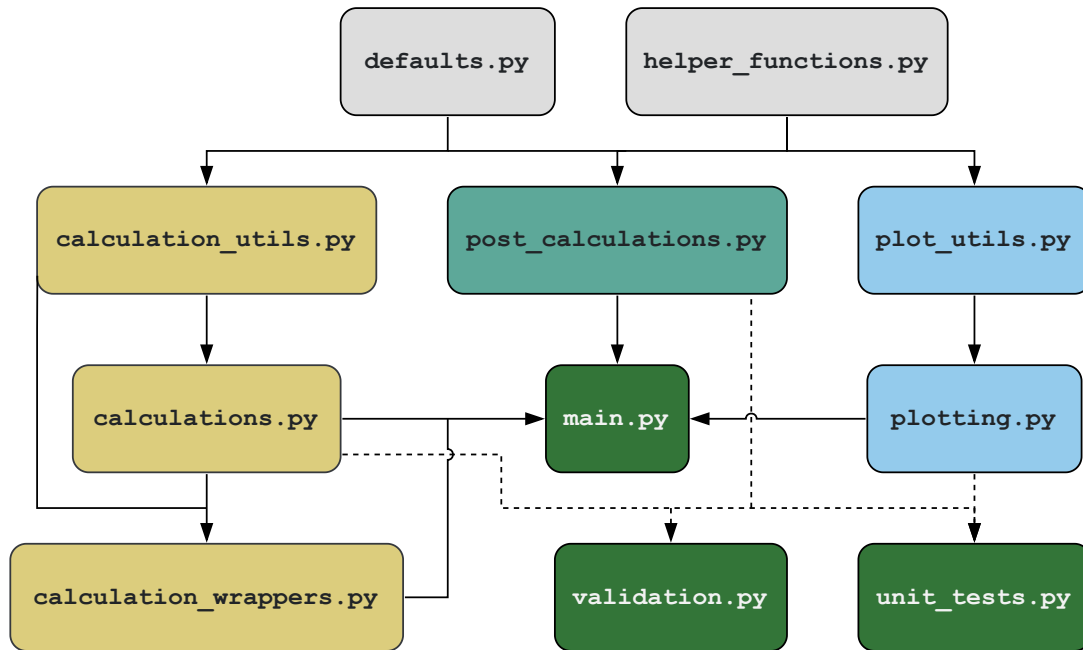 defaults.py
helper_functions.py
calculation_utils.py
post_calculations.py
plot_utils.py
calculations.py
main.py
plotting.py
calculation_wrappers.py
validation.py
unit_tests.py